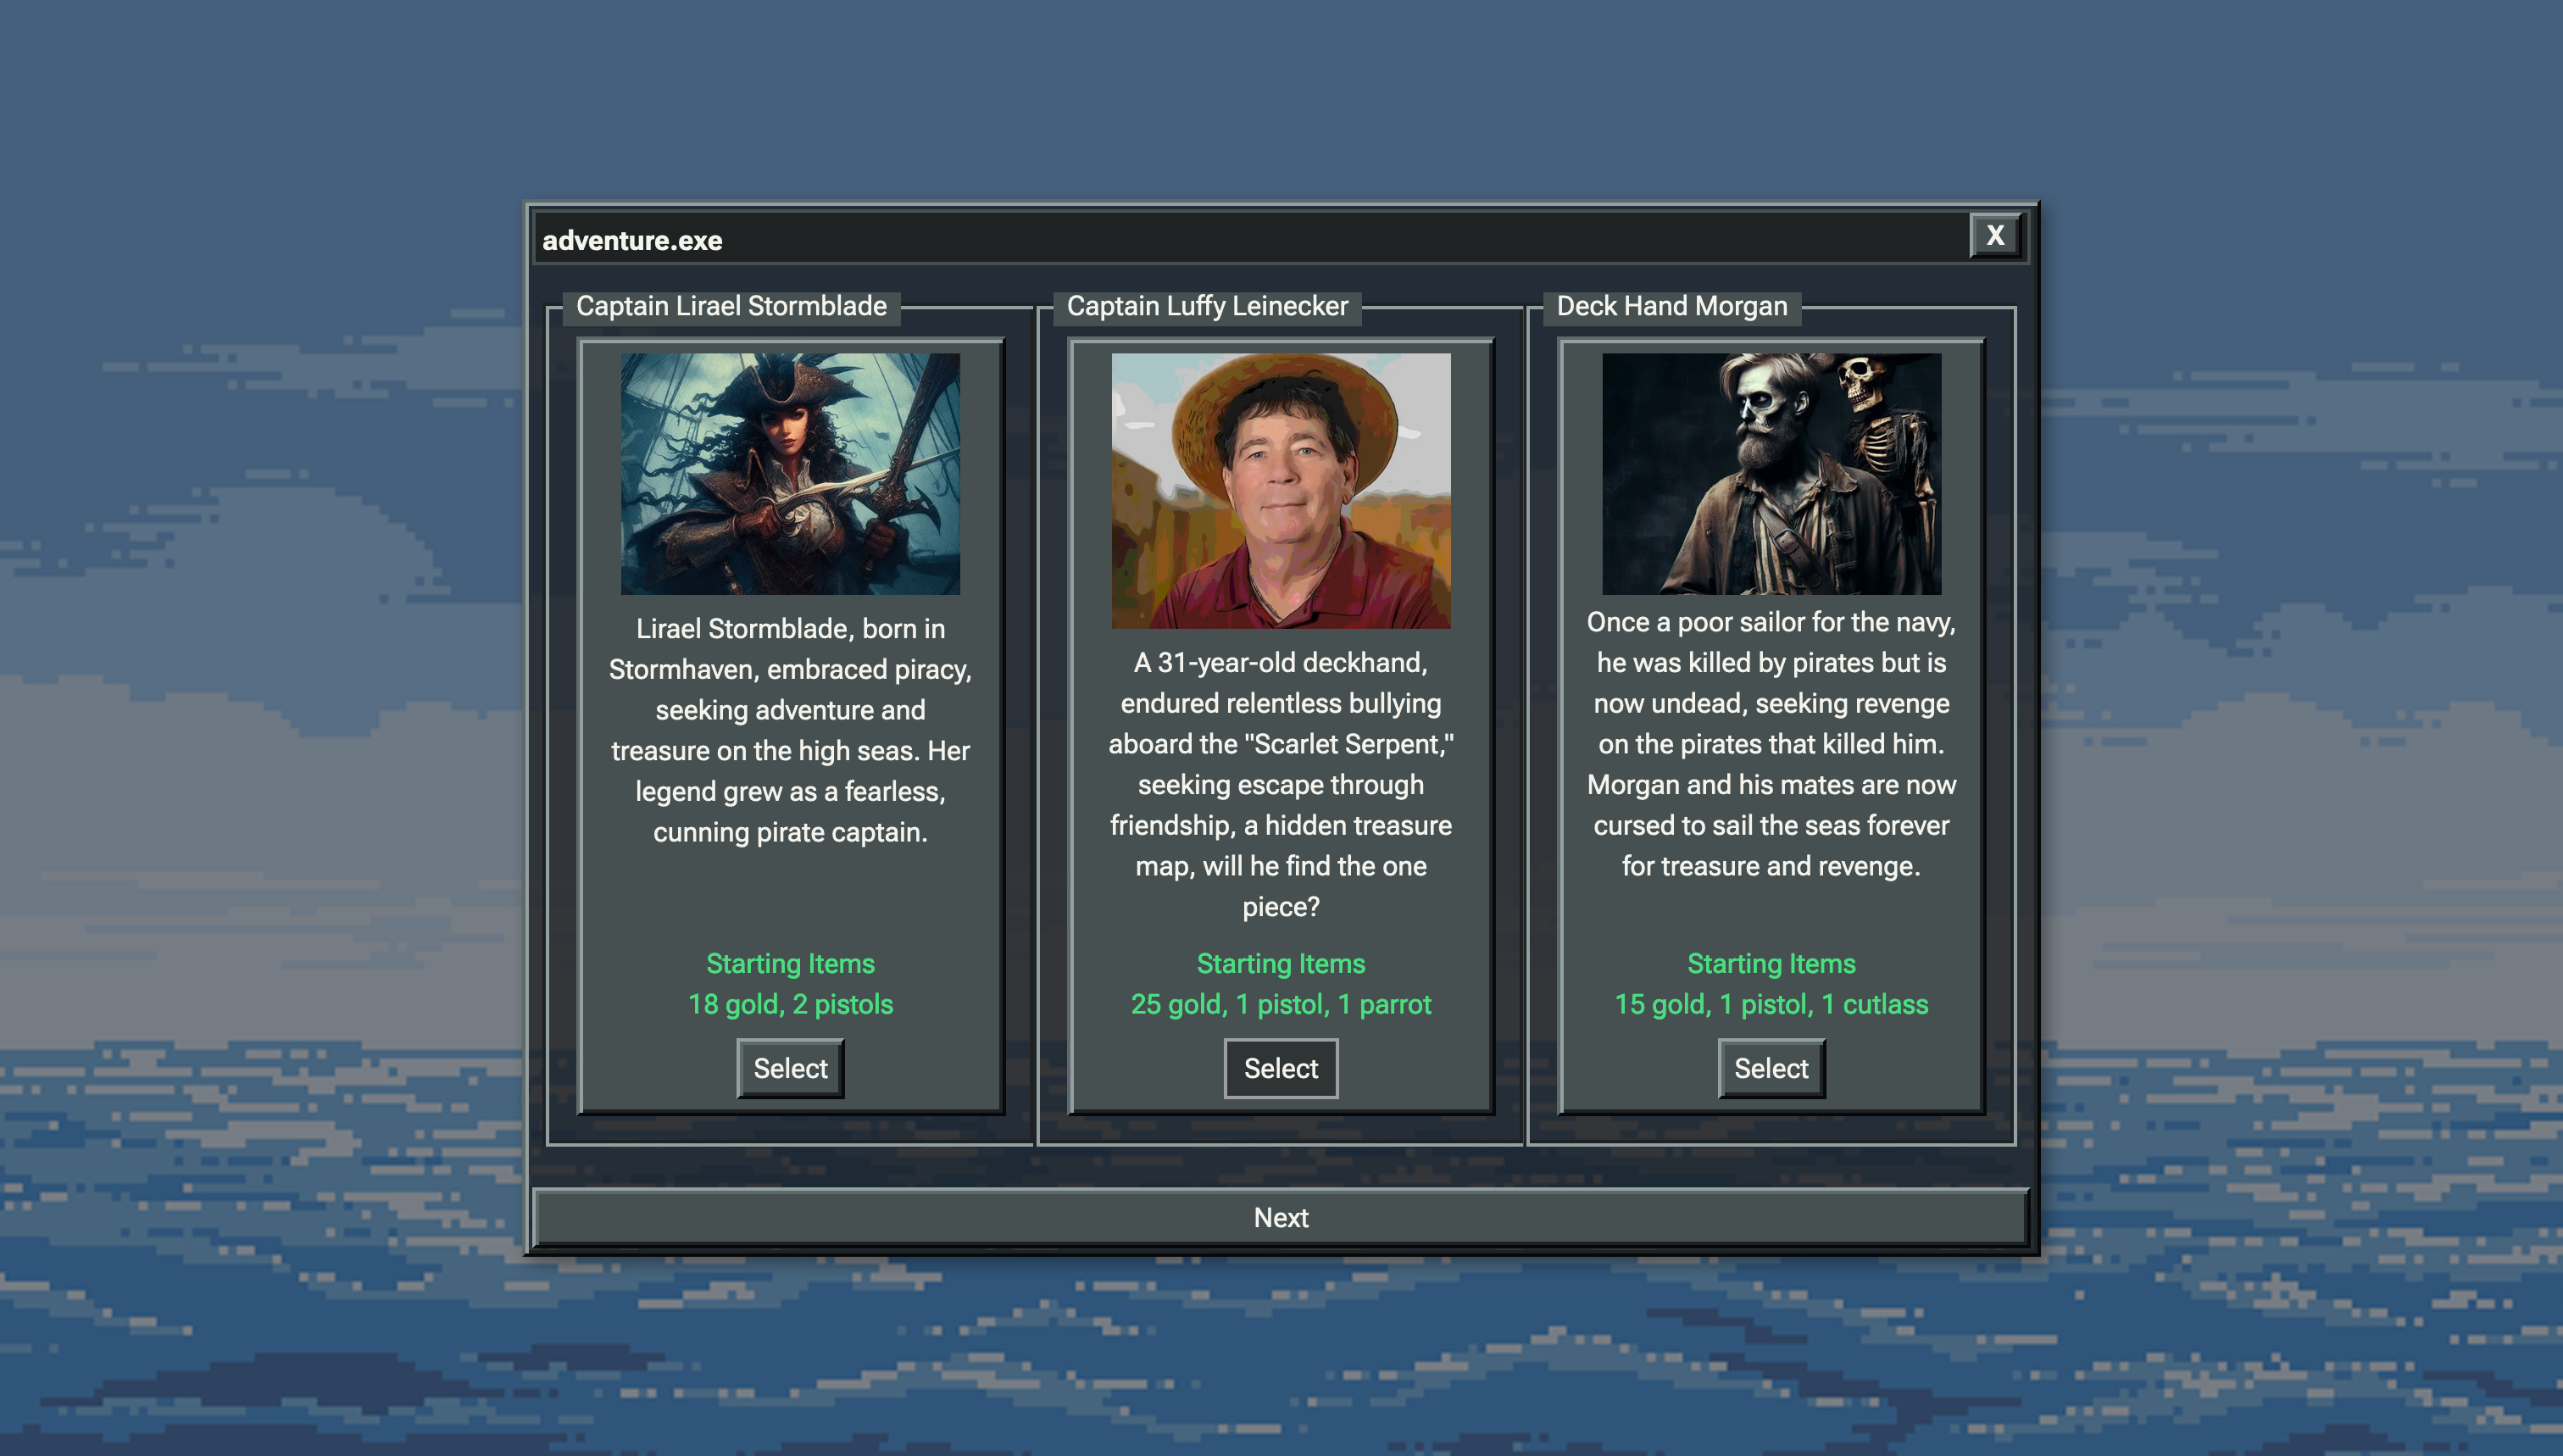 adventure.exe
X
Captain Lirael Stormblade
Lirael Stormblade, born in
Stormhaven, embraced piracy,
seeking adventure and
treasure on the high seas. Her
legend grew as a fearless,
cunning pirate captain.
Starting Items
18 gold, 2 pistols
Select
Captain Luffy Leinecker
A 31-year-old deckhand,
endured relentless bullying
aboard the "Scarlet Serpent,"
seeking escape through
friendship, a hidden treasure
map, will he find the one
piece?
Starting Items
25 gold, 1 pistol, 1 parrot
Select
Deck Hand Morgan
Once a poor sailor for the navy,
he was killed by pirates but is
now undead, seeking revenge
on the pirates that killed him.
Morgan and his mates are now
cursed to sail the seas forever
for treasure and revenge.
Starting Items
15 gold, 1 pistol, 1 cutlass
Select
Next